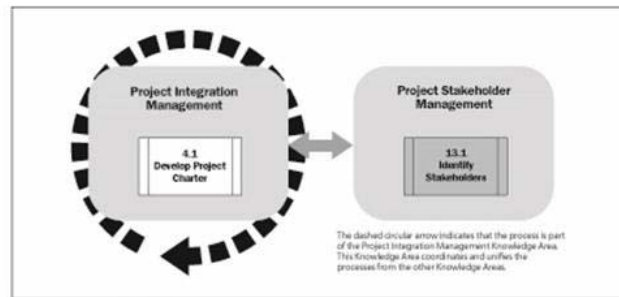 Project Integration
Management
4.1
Develop Project
Charter
Project Stakeholder
Management
13.1
Identify
Stakeholders
The dashed circular arrow indicates that the process is part
of the Project Integration Management Knowledge Area.
This Knowledge Area coordinates and unifies the
processes from the other Knowledge Areas.